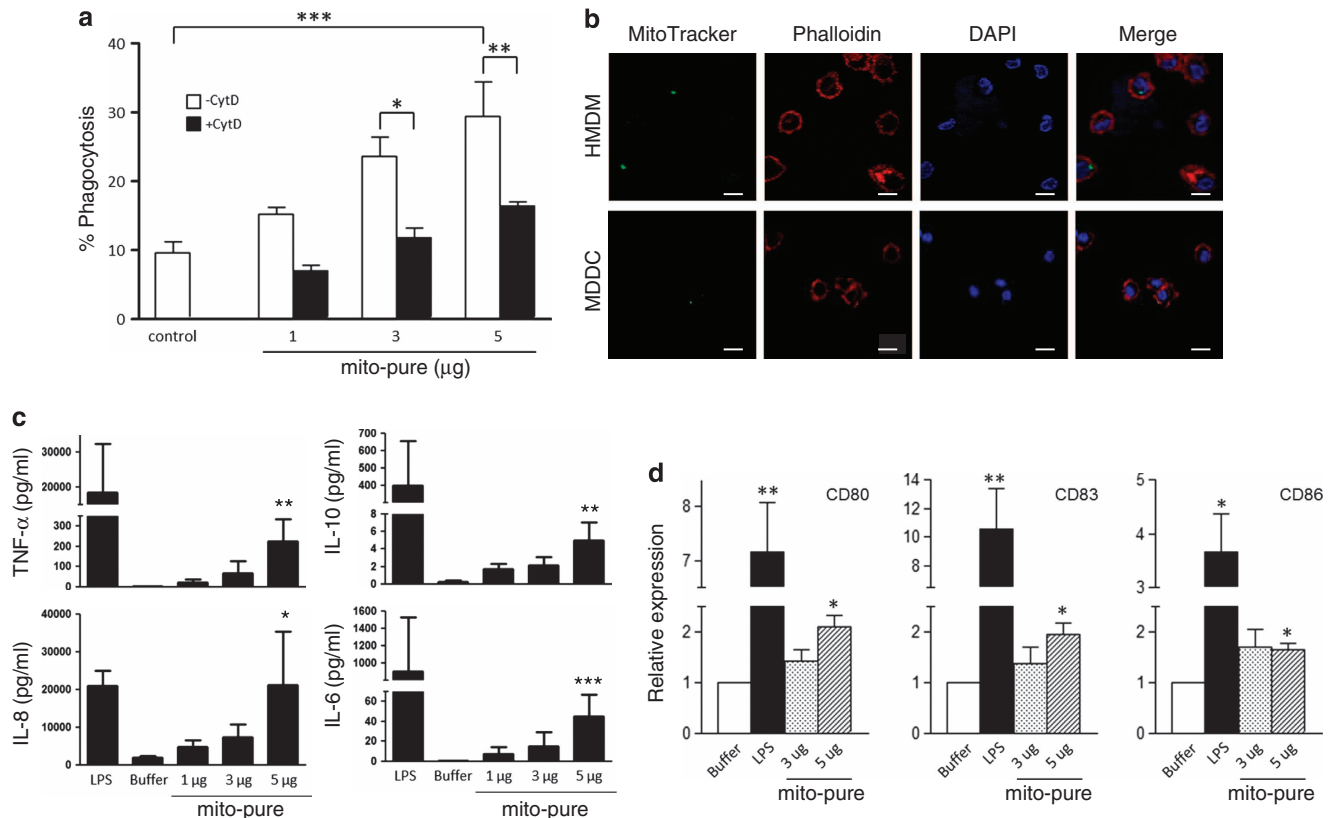 a
***
40
30
20
10
0
% Phagocytosis
-CytD
+CytD
*
**
control
1
3
5
mito-pure (µg)
b
MitoTracker
Phalloidin
DAPI
Merge
HMDM
MDDC
c
TNF-α (pg/ml)
30000
20000
10000
300
200
100
0
**
IL-10 (pg/ml)
700
600
500
400
300
8
6
4
2
0
**
IL-8 (pg/ml)
40000
30000
20000
10000
0
*
LPS
Buffer
1 µg
3 µg
5 µg
mito-pure
IL-6 (pg/ml)
1600
1400
1200
1000
800
60
40
20
0
***
LPS
Buffer
1 µg
3 µg
5 µg
mito-pure
d
Relative expression
CD80
8
7
2
1
0
**
*
Buffer
LPS
3 ug
5 ug
mito-pure
CD83
14
12
10
8
2
1
0
**
*
Buffer
LPS
3 ug
5 ug
mito-pure
CD86
5
4
3
2
1
0
*
*
Buffer
LPS
3 ug
5 ug
mito-pure